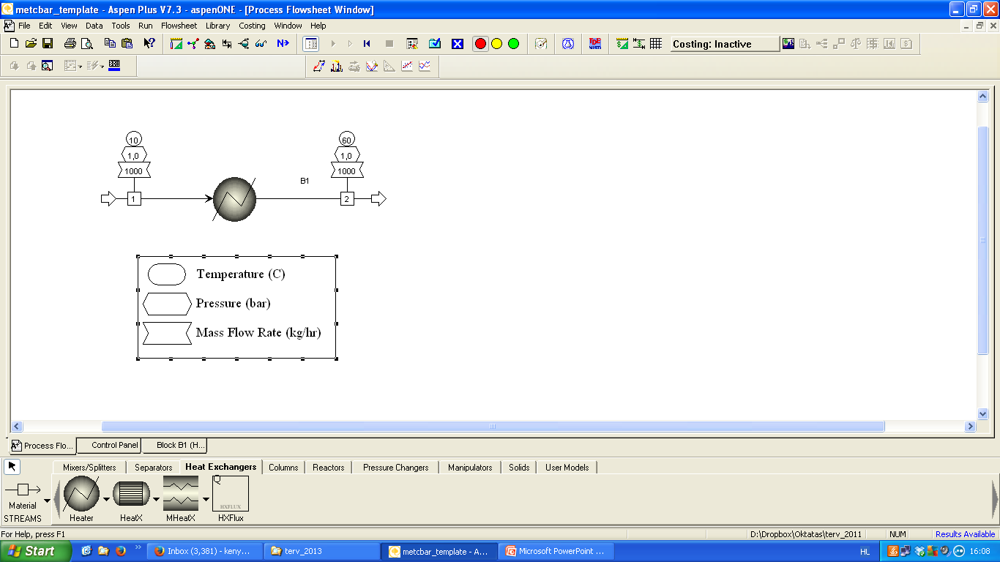 metcbar_template - Aspen Plus V7.3 - aspenONE - [Process Flowsheet Window]
File Edit View Data Tools Run Flowsheet Library Costing Window Help
N> Costing: Inactive
10 60
1,0 1,0
1000 1000
B1
1 2
Temperature (C)
Pressure (bar)
Mass Flow Rate (kg/hr)
Process Flo... Control Panel Block B1 (H...
Mixers/Splitters Separators Heat Exchangers Columns Reactors Pressure Changers Manipulators Solids User Models
Q
HXFLUX
Material
STREAMS
Heater HeatX MHeatX HXFlux
For Help, press F1 D:\Dropbox\Oktatas\terv_2011 NUM Results Available
Start Inbox (3,381) - keny... terv_2013 metcbar_template - A... Microsoft PowerPoint ... HL 16:08